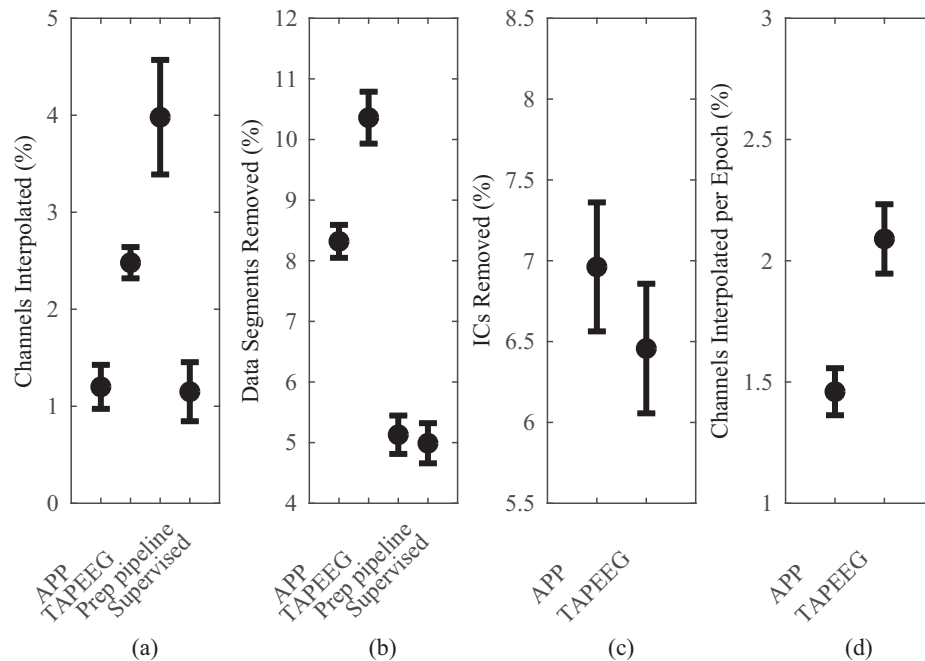 Channels Interpolated (%)
5
4
3
2
1
0
APP
TAPEEG
Prep pipeline
Supervised
(a)
Data Segments Removed (%)
12
11
10
9
8
7
6
5
4
APP
TAPEEG
Prep pipeline
Supervised
(b)
ICs Removed (%)
8.5
8
7.5
7
6.5
6
5.5
APP
TAPEEG
(c)
Channels Interpolated per Epoch (%)
3
2.5
2
1.5
1
APP
TAPEEG
(d)